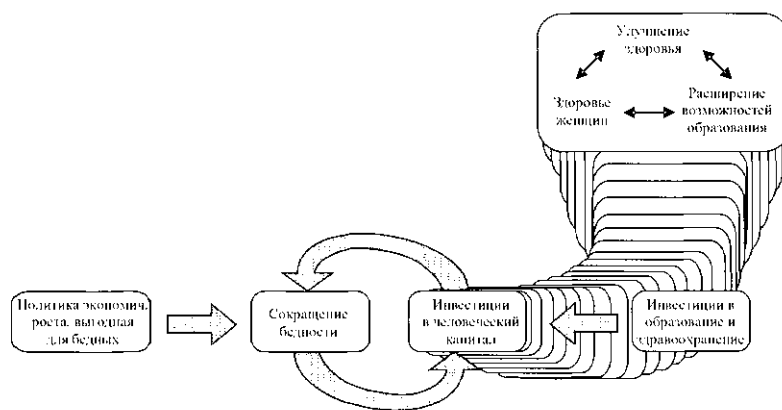 Улучшение
здоровья
Здоровье
женщин
Расширение
возможностей
образования
Политика экономич.
роста, выгодная
для бедных
Сокращение
бедности
Инвестиции
в человеческий
капитал
Инвестиции в
образование и
здравоохранение